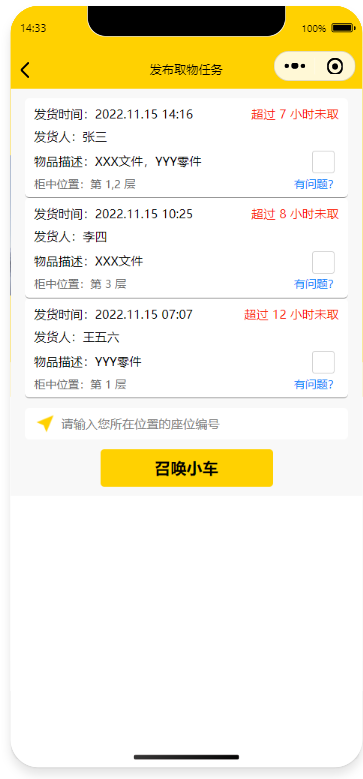 14:33
100%
发布取物任务
发货时间：2022.11.15 14:16
超过 7 小时未取
发货人：张三
物品描述：XXX文件，YYY零件
柜中位置：第 1,2 层
有问题？
发货时间：2022.11.15 10:25
超过 8 小时未取
发货人：李四
物品描述：XXX文件
柜中位置：第 3 层
有问题？
发货时间：2022.11.15 07:07
超过 12 小时未取
发货人：王五六
物品描述：YYY零件
柜中位置：第 1 层
有问题？
请输入您所在位置的座位编号
召唤小车